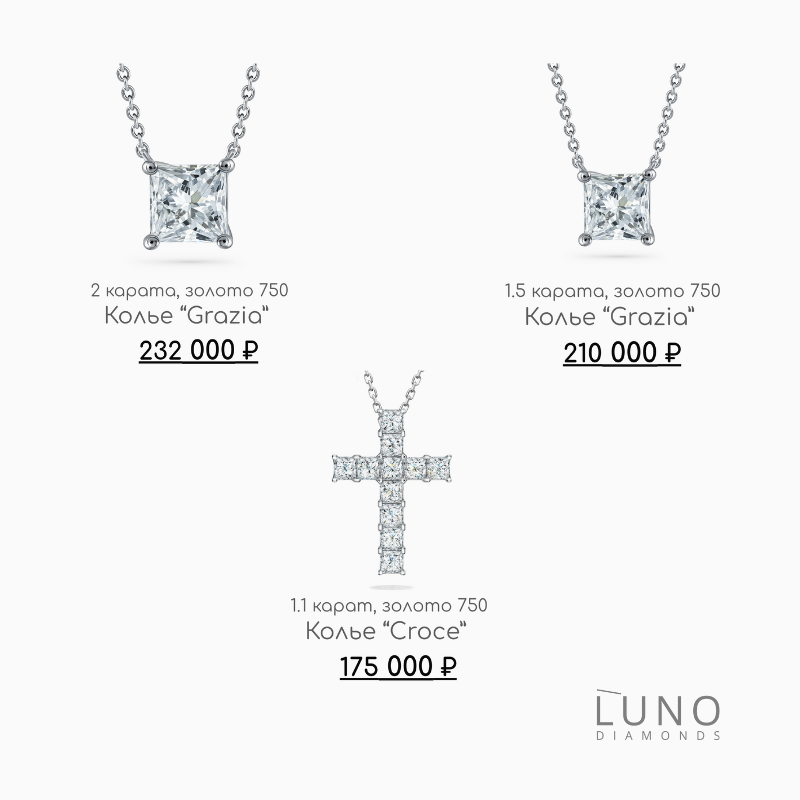 2 карата, золото 750
Колье “Grazia”
232 000 ₽
1.5 карата, золото 750
Колье “Grazia”
210 000 ₽
1.1 карат, золото 750
Колье “Croce”
175 000 ₽
LUNO
DIAMONDS